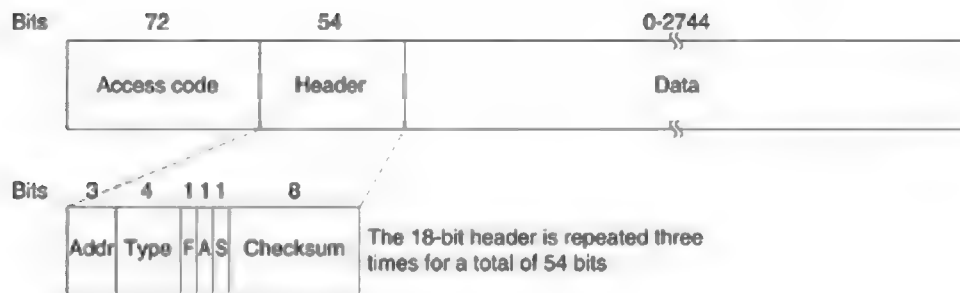 Bits 72 54 0-2744
Access code Header Data
Bits 3 4 1 1 1 8
Addr Type F A S Checksum
The 18-bit header is repeated three
times for a total of 54 bits